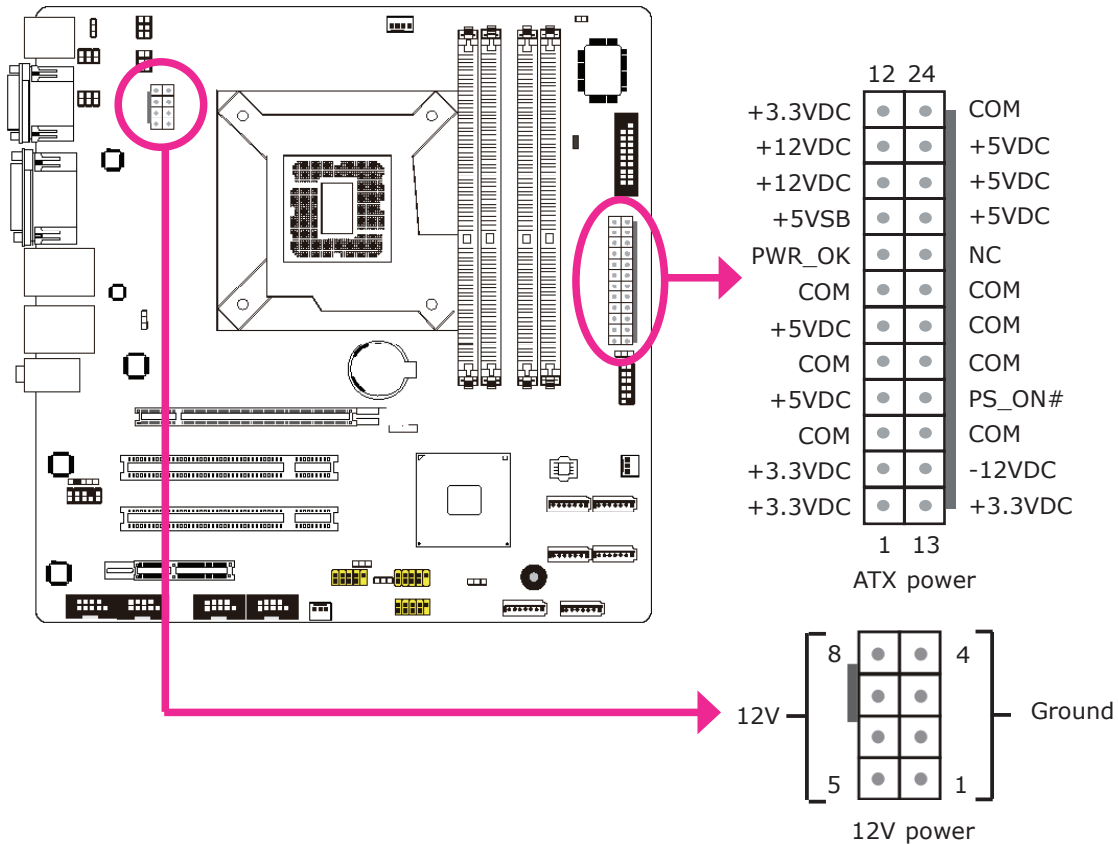 12 24
+3.3VDC COM
+12VDC +5VDC
+12VDC +5VDC
+5VSB +5VDC
PWR_OK NC
COM COM
+5VDC COM
COM COM
+5VDC PS_ON#
COM COM
+3.3VDC -12VDC
+3.3VDC +3.3VDC
1 13
ATX power
8 4
12V Ground
5 1
12V power